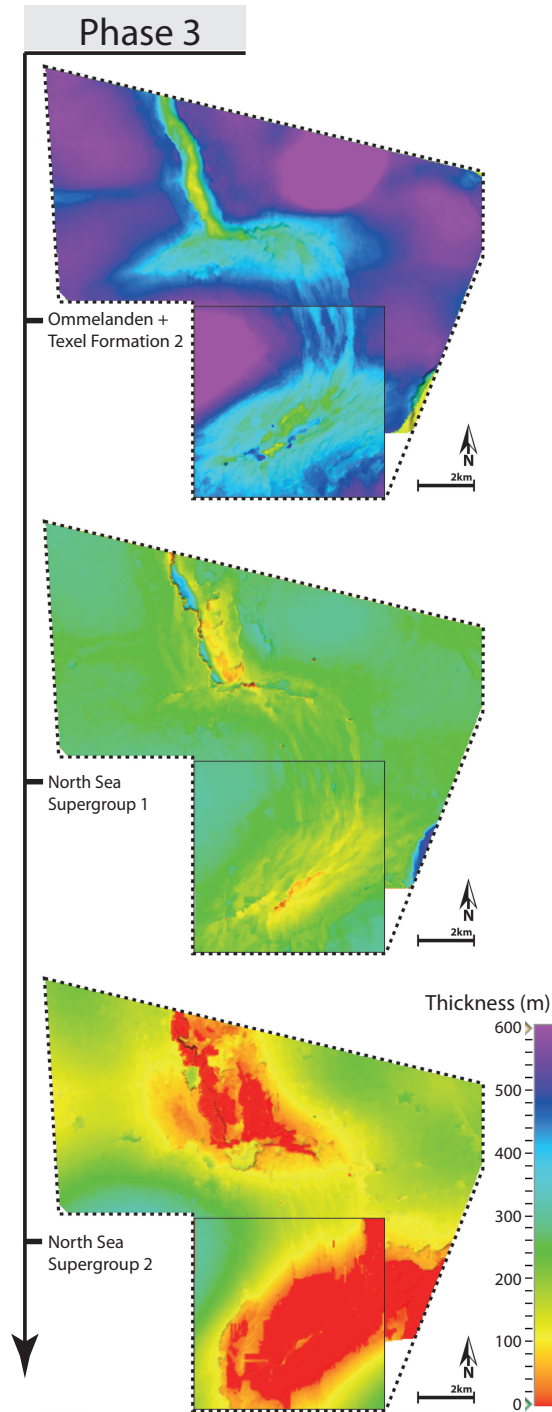 Phase 3
Ommelanden +
Texel Formation 2
N
2km
North Sea
Supergroup 1
N
2km
Thickness (m)
600
500
400
300
200
100
0
North Sea
Supergroup 2
N
2km